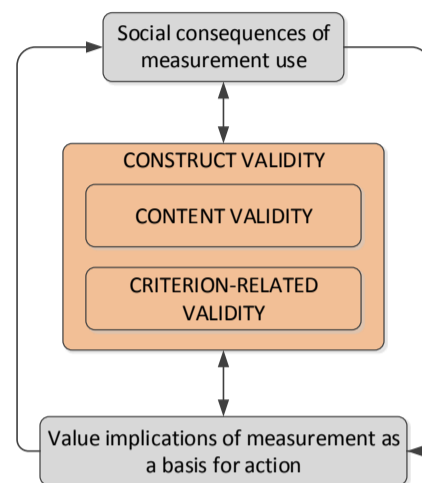 Social consequences of
measurement use
CONSTRUCT VALIDITY
CONTENT VALIDITY
CRITERION-RELATED
VALIDITY
Value implications of measurement as
a basis for action